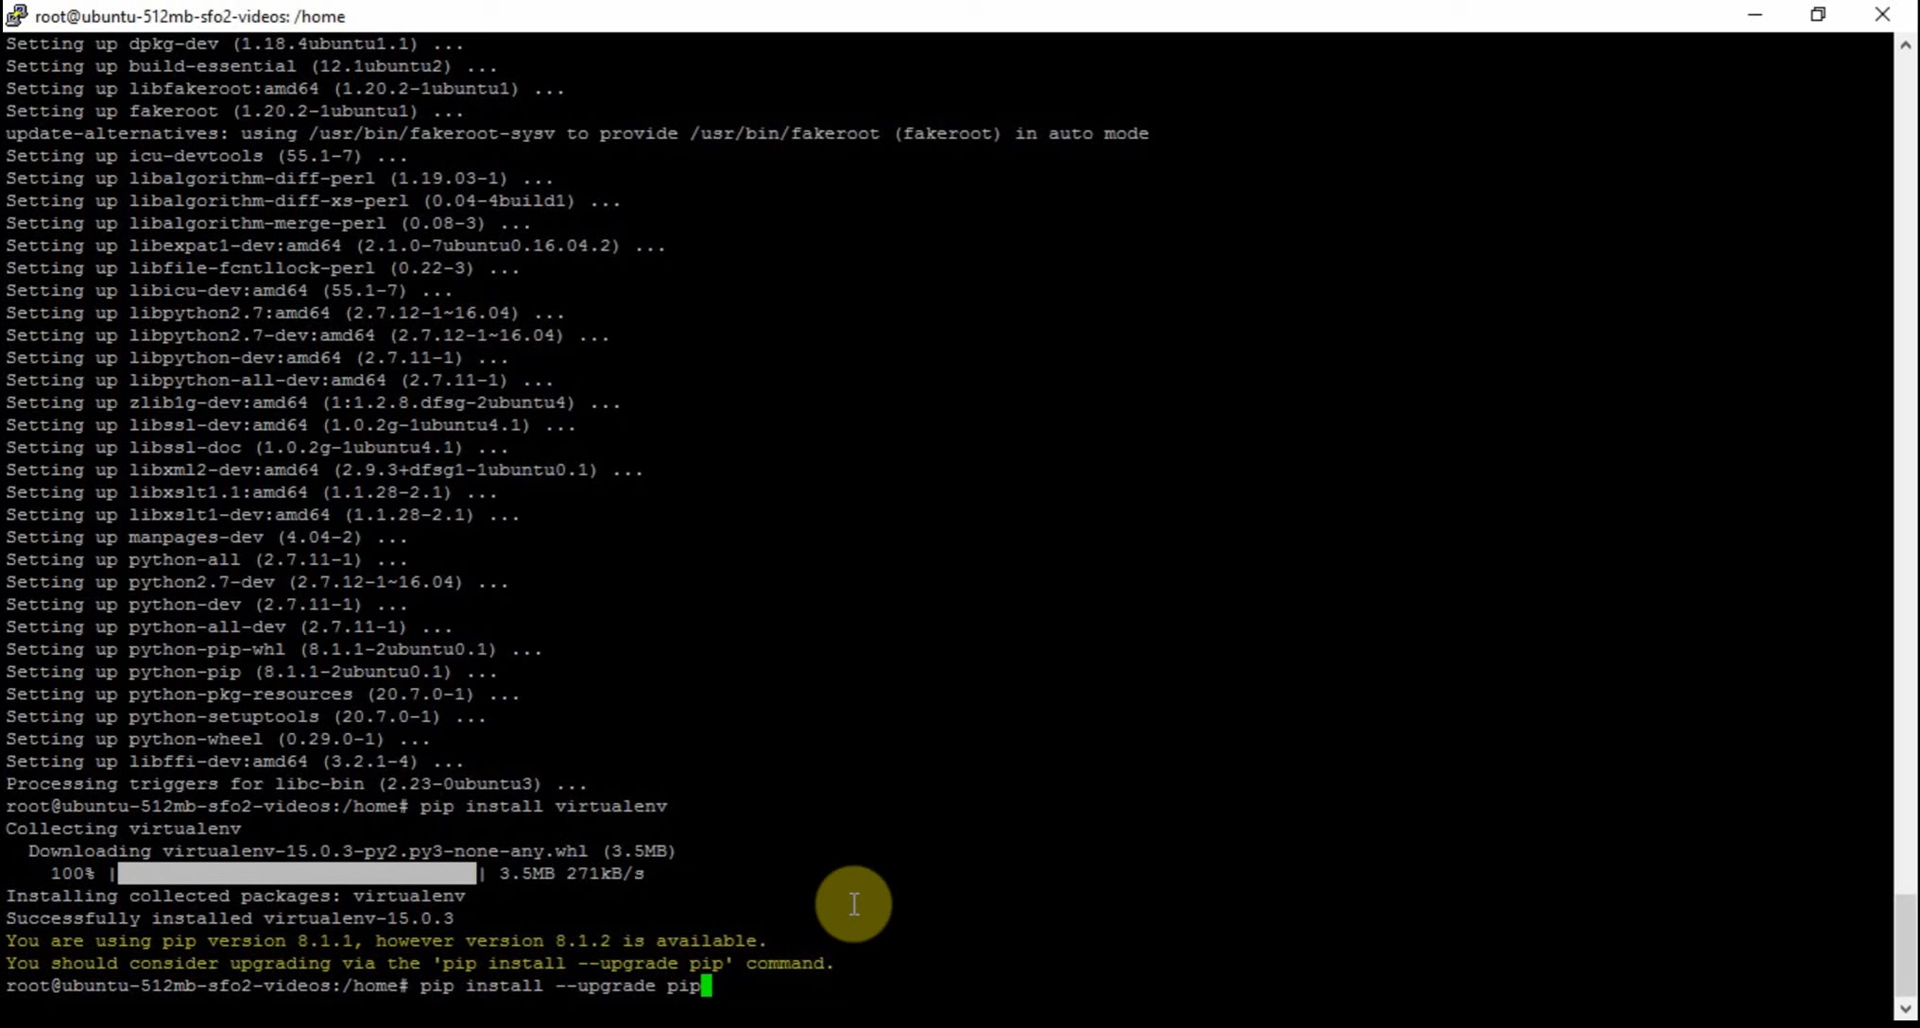 root@ubuntu-512mb-sfo2-videos: /home
Setting up dpkg-dev (1.18.4ubuntu1.1) ...
Setting up build-essential (12.1ubuntu2) ...
Setting up libfakeroot:amd64 (1.20.2-1ubuntu1) ...
Setting up fakeroot (1.20.2-1ubuntu1) ...
update-alternatives: using /usr/bin/fakeroot-sysv to provide /usr/bin/fakeroot (fakeroot) in auto mode
Setting up icu-devtools (55.1-7) ...
Setting up libalgorithm-diff-perl (1.19.03-1) ...
Setting up libalgorithm-diff-xs-perl (0.04-4build1) ...
Setting up libalgorithm-merge-perl (0.08-3) ...
Setting up libexpat1-dev:amd64 (2.1.0-7ubuntu0.16.04.2) ...
Setting up libfile-fcntllock-perl (0.22-3) ...
Setting up libicu-dev:amd64 (55.1-7) ...
Setting up libpython2.7:amd64 (2.7.12-1~16.04) ...
Setting up libpython2.7-dev:amd64 (2.7.12-1~16.04) ...
Setting up libpython-dev:amd64 (2.7.11-1) ...
Setting up libpython-all-dev:amd64 (2.7.11-1) ...
Setting up zlib1g-dev:amd64 (1:1.2.8.dfsg-2ubuntu4) ...
Setting up libssl-dev:amd64 (1.0.2g-1ubuntu4.1) ...
Setting up libssl-doc (1.0.2g-1ubuntu4.1) ...
Setting up libxml2-dev:amd64 (2.9.3+dfsg1-1ubuntu0.1) ...
Setting up libxslt1.1:amd64 (1.1.28-2.1) ...
Setting up libxslt1-dev:amd64 (1.1.28-2.1) ...
Setting up manpages-dev (4.04-2) ...
Setting up python-all (2.7.11-1) ...
Setting up python2.7-dev (2.7.12-1~16.04) ...
Setting up python-dev (2.7.11-1) ...
Setting up python-all-dev (2.7.11-1) ...
Setting up python-pip-whl (8.1.1-2ubuntu0.1) ...
Setting up python-pip (8.1.1-2ubuntu0.1) ...
Setting up python-pkg-resources (20.7.0-1) ...
Setting up python-setuptools (20.7.0-1) ...
Setting up python-wheel (0.29.0-1) ...
Setting up libffi-dev:amd64 (3.2.1-4) ...
Processing triggers for libc-bin (2.23-0ubuntu3) ...
root@ubuntu-512mb-sfo2-videos:/home# pip install virtualenv
Collecting virtualenv
  Downloading virtualenv-15.0.3-py2.py3-none-any.whl (3.5MB)
    100% |████████████████████████████████| 3.5MB 271kB/s
Installing collected packages: virtualenv
Successfully installed virtualenv-15.0.3
You are using pip version 8.1.1, however version 8.1.2 is available.
You should consider upgrading via the 'pip install --upgrade pip' command.
root@ubuntu-512mb-sfo2-videos:/home# pip install --upgrade pip